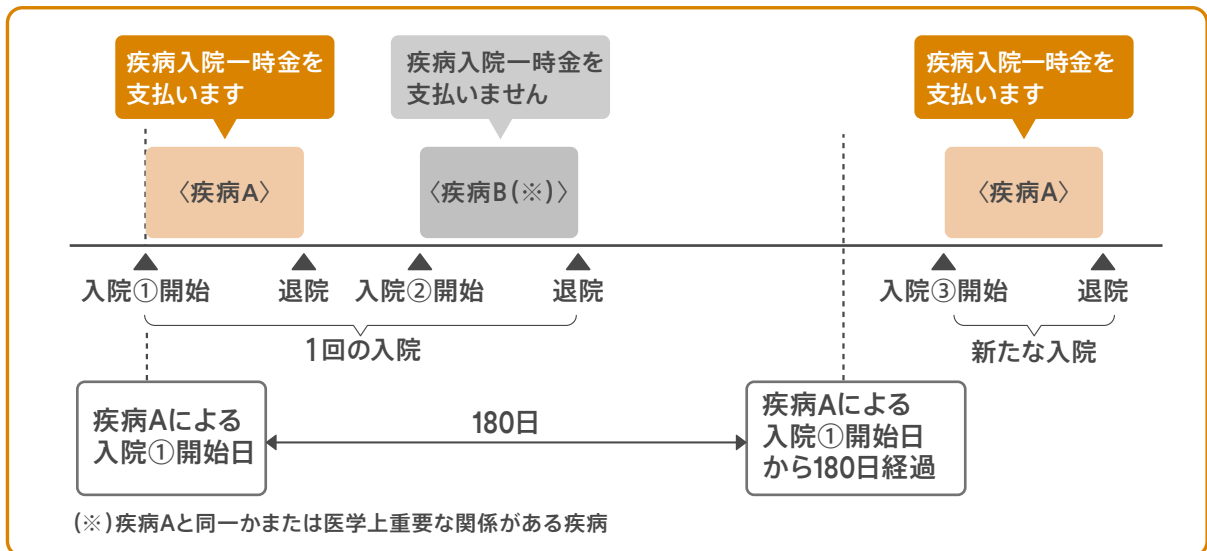 疾病入院一時金を
支払います
疾病入院一時金を
支払いません
疾病入院一時金を
支払います
〈疾病A〉
〈疾病B(※)〉
〈疾病A〉
入院①開始
退院
入院②開始
退院
入院③開始
退院
1回の入院
新たな入院
疾病Aによる
入院①開始日
180日
疾病Aによる
入院①開始日
から180日経過
(※)疾病Aと同一かまたは医学上重要な関係がある疾病